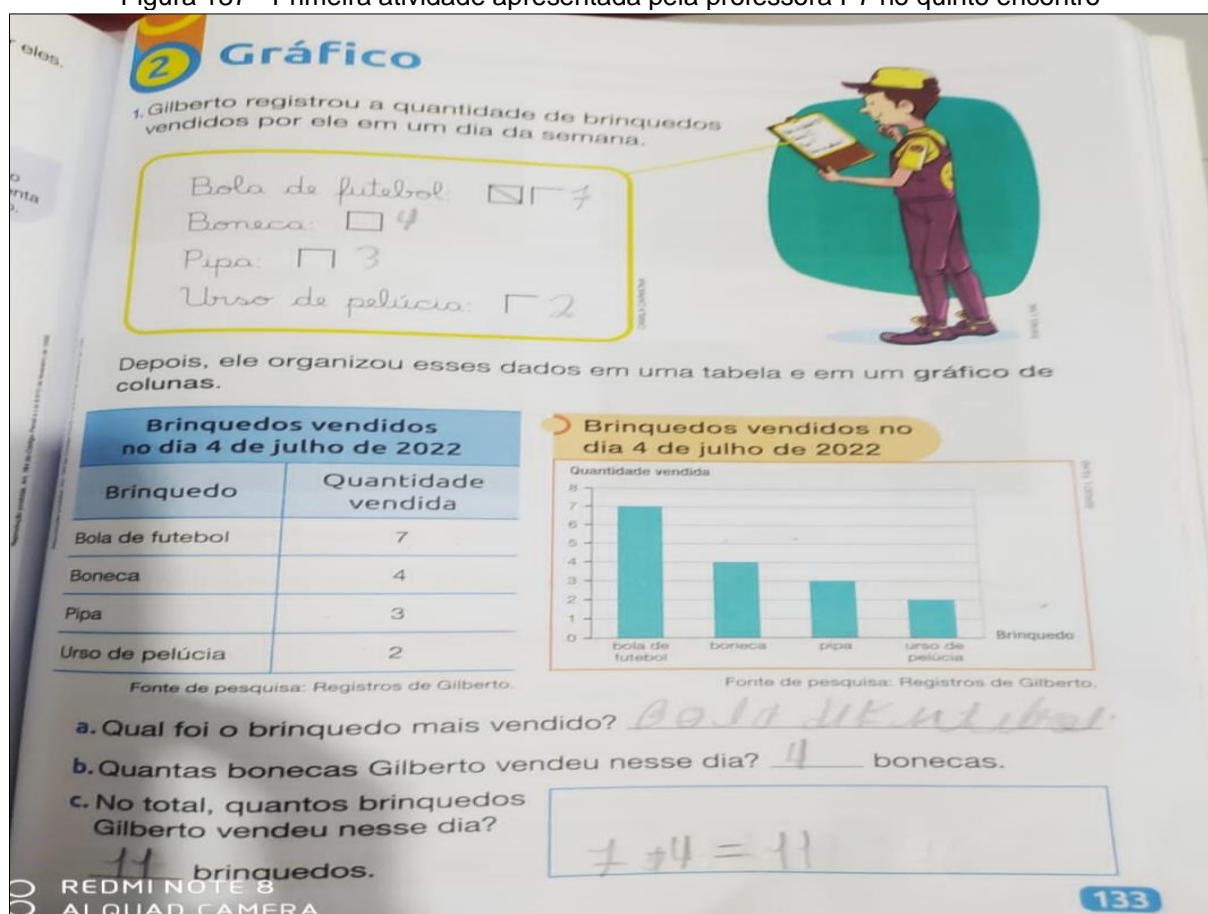 Figura 137 - Primeira atividade apresentada pela professora P7 no quinto encontro
eles.
2 Gráfico
1. Gilberto registrou a quantidade de brinquedos
vendidos por ele em um dia da semana.
Bola de futebol: 7
Boneca: 4
Pipa: 3
Urso de pelúcia: 2
Depois, ele organizou esses dados em uma tabela e em um gráfico de
colunas.
Brinquedos vendidos
no dia 4 de julho de 2022
Brinquedo
Quantidade
vendida
Bola de futebol 7
Boneca 4
Pipa 3
Urso de pelúcia 2
Fonte de pesquisa: Registros de Gilberto.
Brinquedos vendidos no
dia 4 de julho de 2022
Quantidade vendida
8
7
6
5
4
3
2
1
0
bola de
futebol
boneca
pipa
urso de
pelúcia
Brinquedo
Fonte de pesquisa: Registros de Gilberto.
a. Qual foi o brinquedo mais vendido?
b. Quantas bonecas Gilberto vendeu nesse dia? 4 bonecas.
c. No total, quantos brinquedos
Gilberto vendeu nesse dia?
11 brinquedos.
7+4=11
133
REDMI NOTE 8
AI QUAD CAMERA